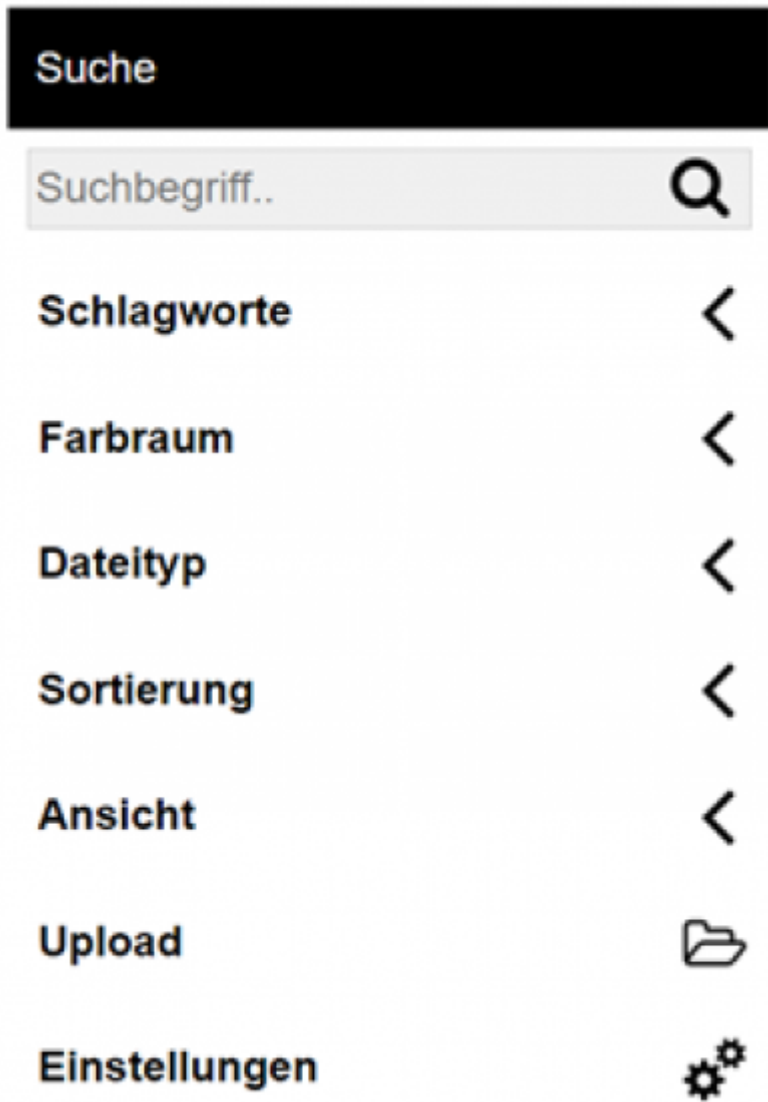 Suche
Suchbegriff..
Schlagworte
Farbraum
Dateityp
Sortierung
Ansicht
Upload
Einstellungen